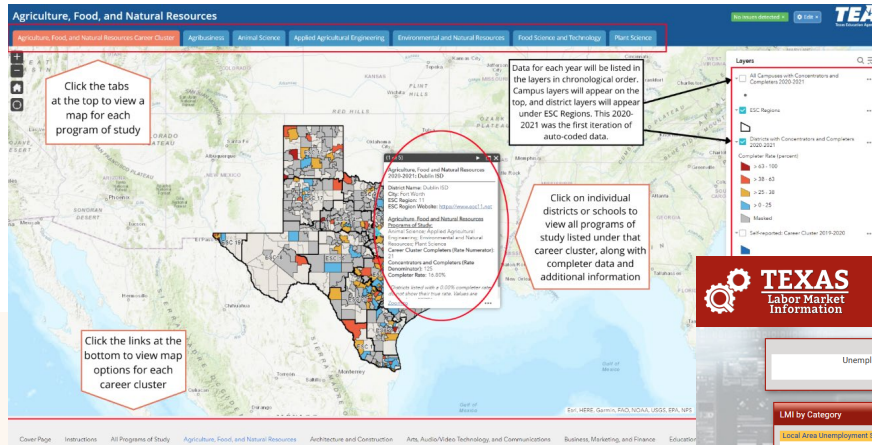 Agriculture, Food, and Natural Resources
No issues detected
Edit
TEA
Agriculture, Food, and Natural Resources Career Cluster
Agribusiness
Animal Science
Applied Agricultural Engineering
Environmental and Natural Resources
Food Science and Technology
Plant Science
Click the tabs
at the top to view a
map for each
program of study
Data for each year will be listed in
the layers in chronological order.
Campus layers will appear on the
top, and district layers will appear
under ESC Regions. This 2020-
2021 was the first iteration of
auto-coded data.
Layers
All Campuses with Concentrators and
Completers 2020-2021
ESC Regions
Districts with Concentrators and Completers
2020-2021
Completer Rate (percent)
> 63 - 100
> 38 - 63
> 25 - 38
> 0 - 25
Masked
Self-reported: Career Cluster 2019-2020
Agriculture, Food and Natural Resources
2020-2021: Dublin ISD
District Name: Dublin ISD
City: Fort Worth
ESC Region: 11
ESC Region Website: https://www.esc11.net
Agriculture, Food and Natural Resources
Programs of Study:
Animal Science; Applied Agricultural
Engineering; Environmental and Natural
Resources; Plant Science
Career Cluster Completers (Rate Numerator):
21
Concentrators and Completers (Rate
Denominator): 125
Completer Rate: 16.80%
Click on individual
districts or schools to
view all programs of
study listed under that
career cluster, along with
completer data and
additional information
Click the links at the
bottom to view map
options for each
career cluster
Esri, HERE, Garmin, FAO, NOAA, USGS, EPA, NPS
Cover Page
Instructions
All Programs of Study
Agriculture, Food, and Natural Resources
Architecture and Construction
Arts, Audio/Video Technology, and Communications
Business, Marketing, and Finance
TEXAS
Labor Market
Information
LMI by Category